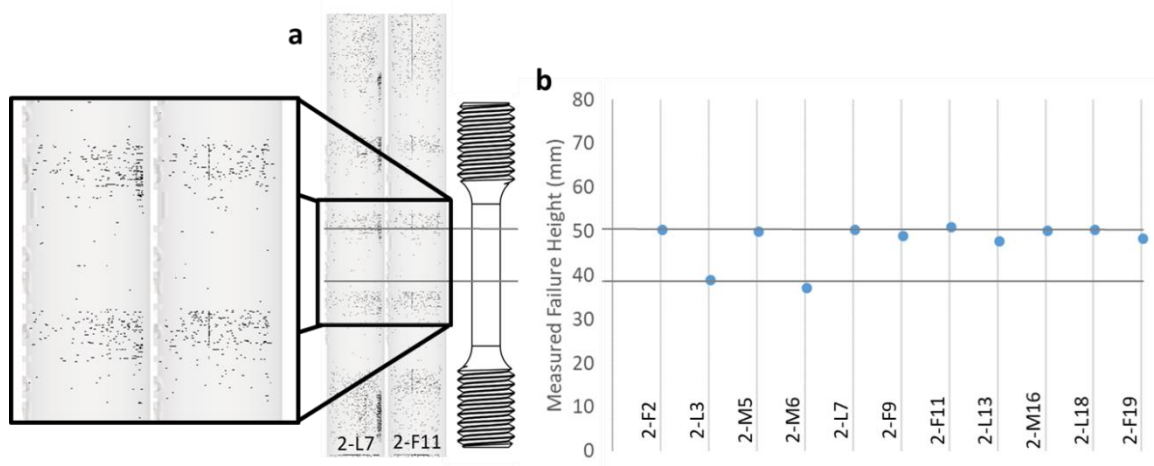 a
2-L7
2-F11
b
Measured Failure Height (mm)
80
70
60
50
40
30
20
10
0
2-F2
2-L3
2-M5
2-M6
2-L7
2-F9
2-F11
2-L13
2-M16
2-L18
2-F19